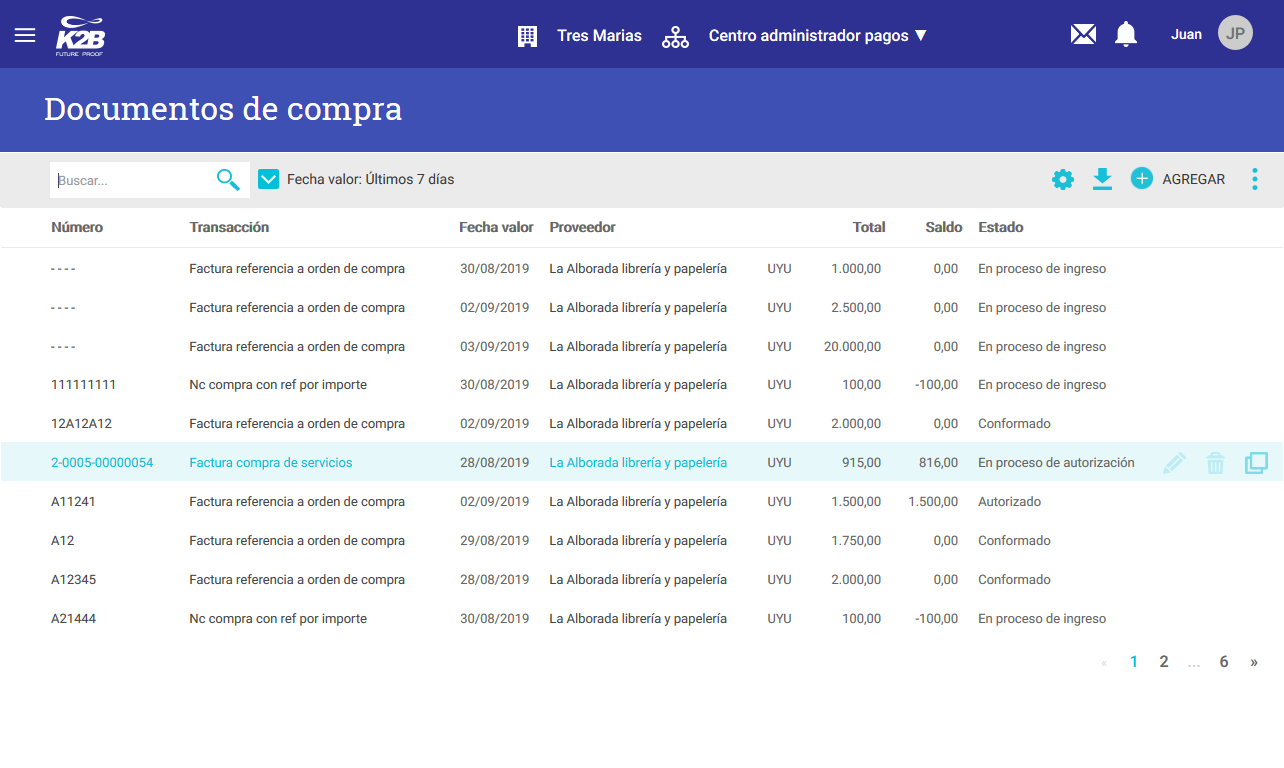 K2B
FUTURE PROOF
Tres Marias
Centro administrador pagos ▼
Juan
JP
Documentos de compra
Buscar...
Fecha valor: Últimos 7 días
AGREGAR
Número Transacción Fecha valor Proveedor Total Saldo Estado
---- Factura referencia a orden de compra 30/08/2019 La Alborada librería y papelería UYU 1.000,00 0,00 En proceso de ingreso
---- Factura referencia a orden de compra 02/09/2019 La Alborada librería y papelería UYU 2.500,00 0,00 En proceso de ingreso
---- Factura referencia a orden de compra 03/09/2019 La Alborada librería y papelería UYU 20.000,00 0,00 En proceso de ingreso
111111111 Nc compra con ref por importe 30/08/2019 La Alborada librería y papelería UYU 100,00 -100,00 En proceso de ingreso
12A12A12 Factura referencia a orden de compra 02/09/2019 La Alborada librería y papelería UYU 2.000,00 0,00 Conformado
2-0005-00000054 Factura compra de servicios 28/08/2019 La Alborada librería y papelería UYU 915,00 816,00 En proceso de autorización
A11241 Factura referencia a orden de compra 02/09/2019 La Alborada librería y papelería UYU 1.500,00 1.500,00 Autorizado
A12 Factura referencia a orden de compra 29/08/2019 La Alborada librería y papelería UYU 1.750,00 0,00 Conformado
A12345 Factura referencia a orden de compra 28/08/2019 La Alborada librería y papelería UYU 2.000,00 0,00 Conformado
A21444 Nc compra con ref por importe 30/08/2019 La Alborada librería y papelería UYU 100,00 -100,00 En proceso de ingreso
« 1 2 ... 6 »